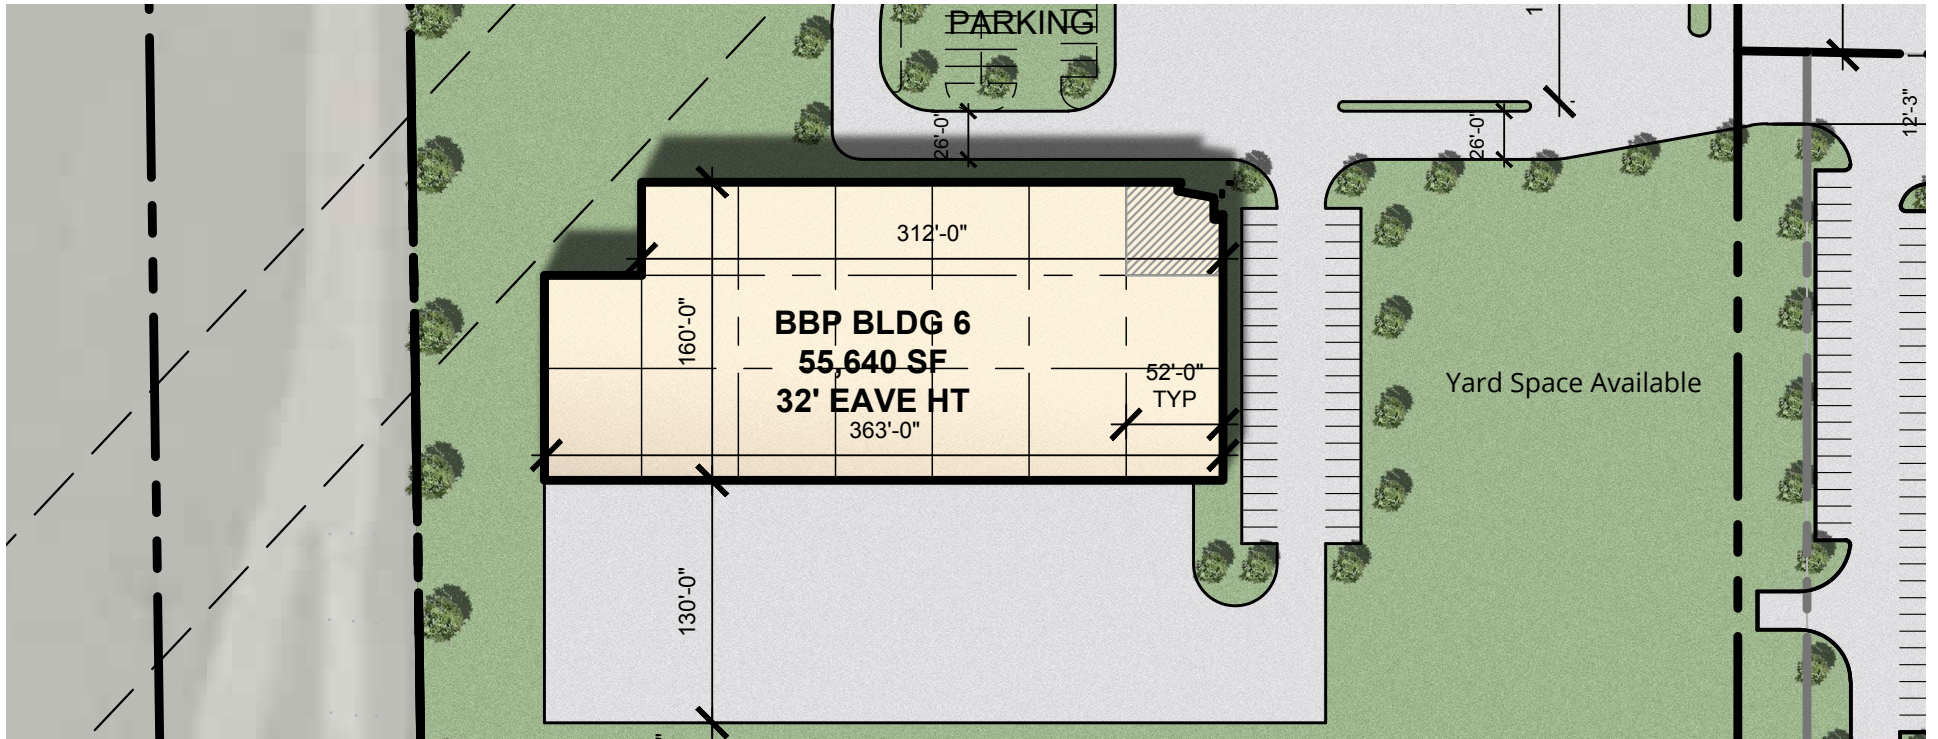 PARKING
26'-0"
26'-0"
12'-3"
312'-0"
160'-0"
BBP BLDG 6
55,640 SF
32' EAVE HT
363'-0"
52'-0"
TYP
Yard Space Available
130'-0"